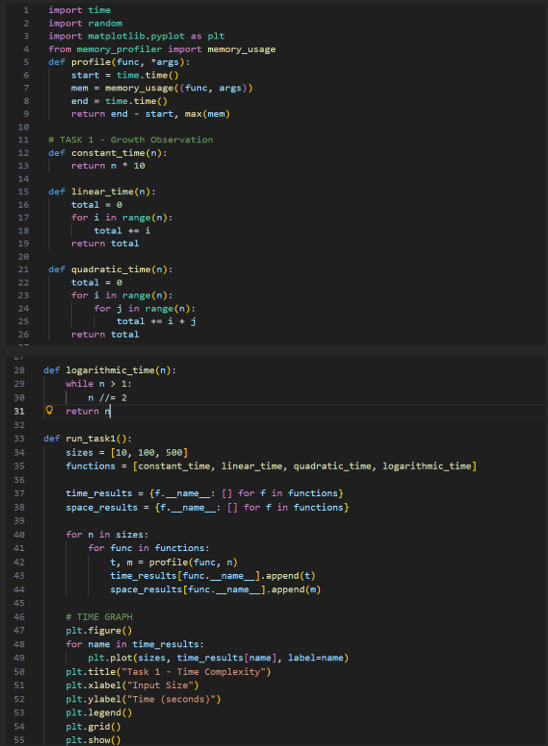 1 import time
2 import random
3 import matplotlib.pyplot as plt
4 from memory_profiler import memory_usage
5 def profile(func, *args):
6     start = time.time()
7     mem = memory_usage((func, args))
8     end = time.time()
9     return end - start, max(mem)
10
11 # TASK 1 - Growth Observation
12 def constant_time(n):
13     return n * 10
14
15 def linear_time(n):
16     total = 0
17     for i in range(n):
18         total += i
19     return total
20
21 def quadratic_time(n):
22     total = 0
23     for i in range(n):
24         for j in range(n):
25             total += i + j
26     return total
28 def logarithmic_time(n):
29     while n > 1:
30         n //= 2
31     return n
32
33 def run_task1():
34     sizes = [10, 100, 500]
35     functions = [constant_time, linear_time, quadratic_time, logarithmic_time]
36
37     time_results = {f.__name__: [] for f in functions}
38     space_results = {f.__name__: [] for f in functions}
39
40     for n in sizes:
41         for func in functions:
42             t, m = profile(func, n)
43             time_results[func.__name__].append(t)
44             space_results[func.__name__].append(m)
45
46     # TIME GRAPH
47     plt.figure()
48     for name in time_results:
49         plt.plot(sizes, time_results[name], label=name)
50     plt.title("Task 1 - Time Complexity")
51     plt.xlabel("Input Size")
52     plt.ylabel("Time (seconds)")
53     plt.legend()
54     plt.grid()
55     plt.show()